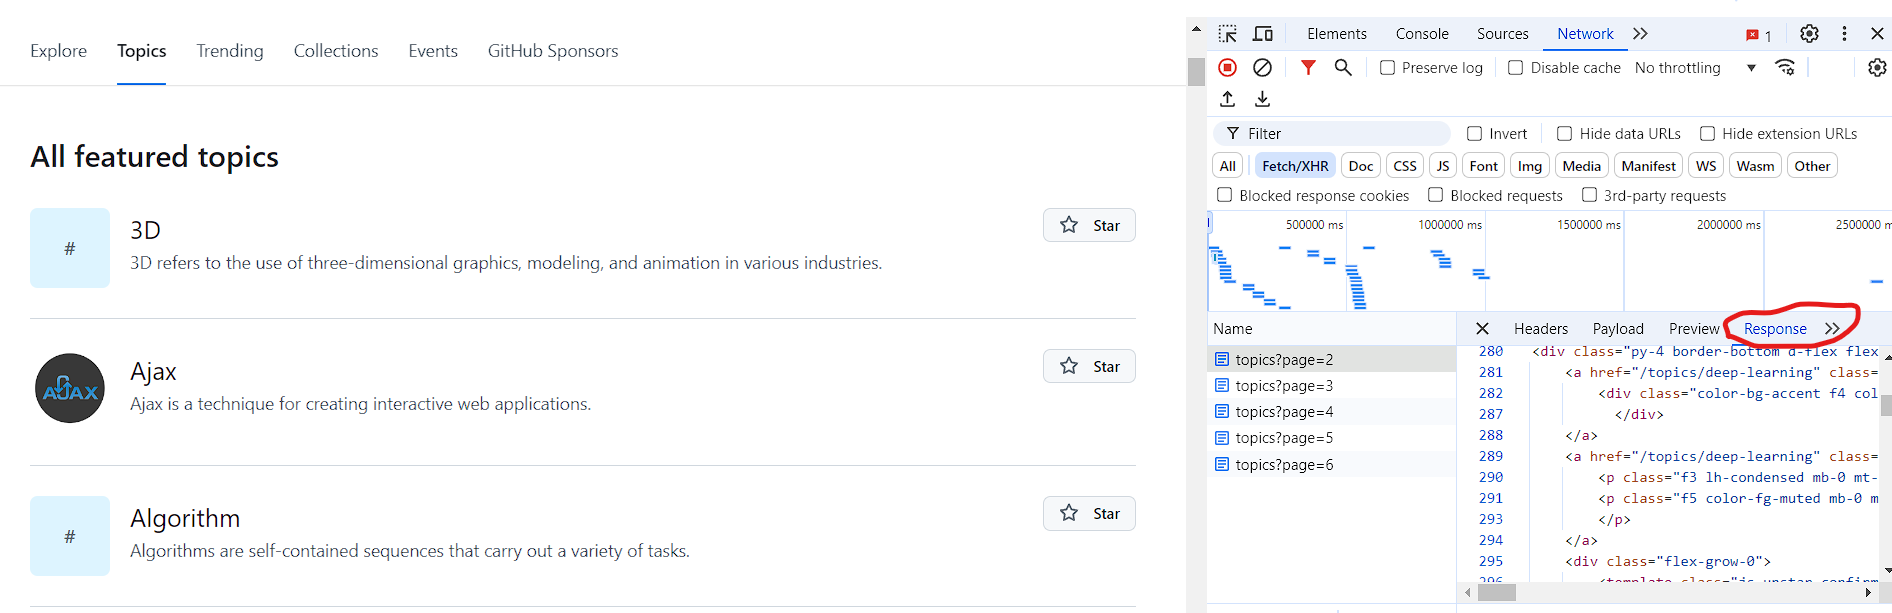 Explore Topics Trending Collections Events GitHub Sponsors
All featured topics
#
3D
3D refers to the use of three-dimensional graphics, modeling, and animation in various industries.
Star
AJAX
Ajax
Ajax is a technique for creating interactive web applications.
Star
#
Algorithm
Algorithms are self-contained sequences that carry out a variety of tasks.
Star
Elements Console Sources Network 1
Preserve log Disable cache No throttling
Filter Invert Hide data URLs Hide extension URLs
All Fetch/XHR Doc CSS JS Font Img Media Manifest WS Wasm Other
Blocked response cookies Blocked requests 3rd-party requests
500000 ms 1000000 ms 1500000 ms 2000000 ms 2500000 m
Name
topics?page=2
topics?page=3
topics?page=4
topics?page=5
topics?page=6
Headers Payload Preview Response
280 <div class="py-4 border-bottom d-flex flex
281 <a href="/topics/deep-learning" class=
282 <div class="color-bg-accent f4 col
287 </div>
288 </a>
289 <a href="/topics/deep-learning" class=
290 <p class="f3 lh-condensed mb-0 mt-
291 <p class="f5 color-fg-muted mb-0 m
293 </p>
294 </a>
295 <div class="flex-grow-0">
296 <template class="js-unstar-confirm